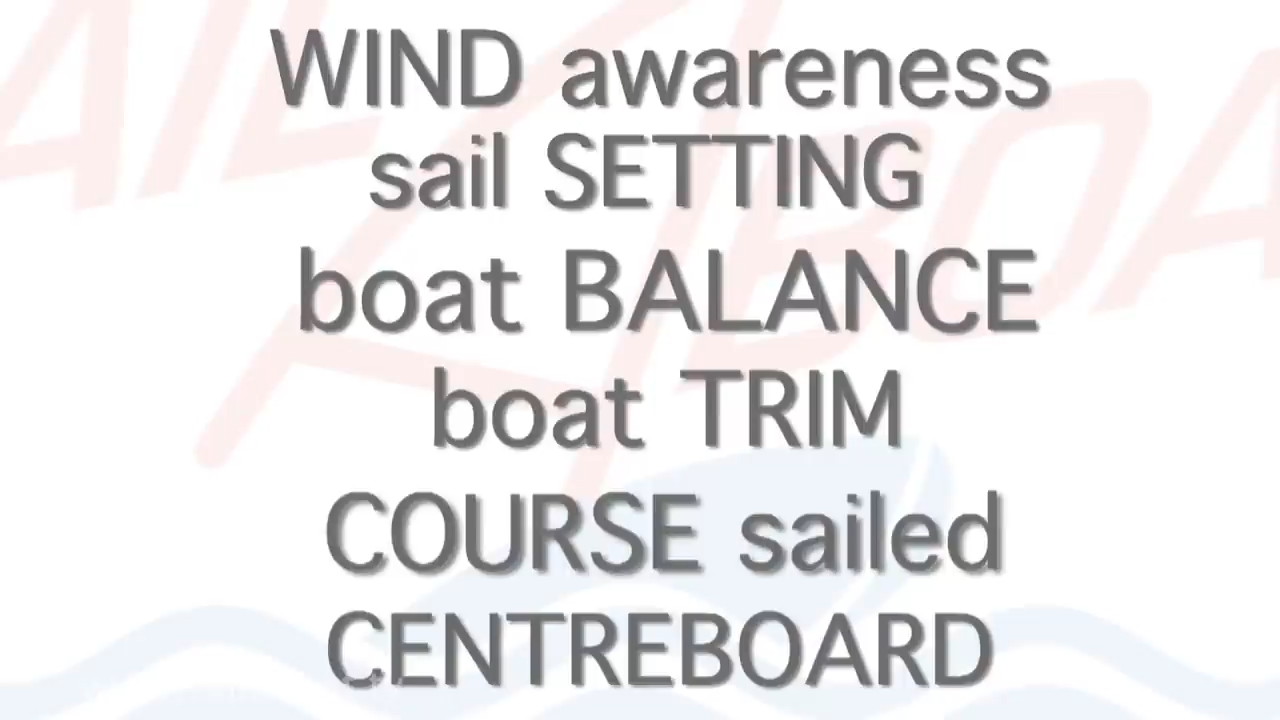 WIND awareness
sail SETTING
boat BALANCE
boat TRIM
COURSE sailed
CENTREBOARD